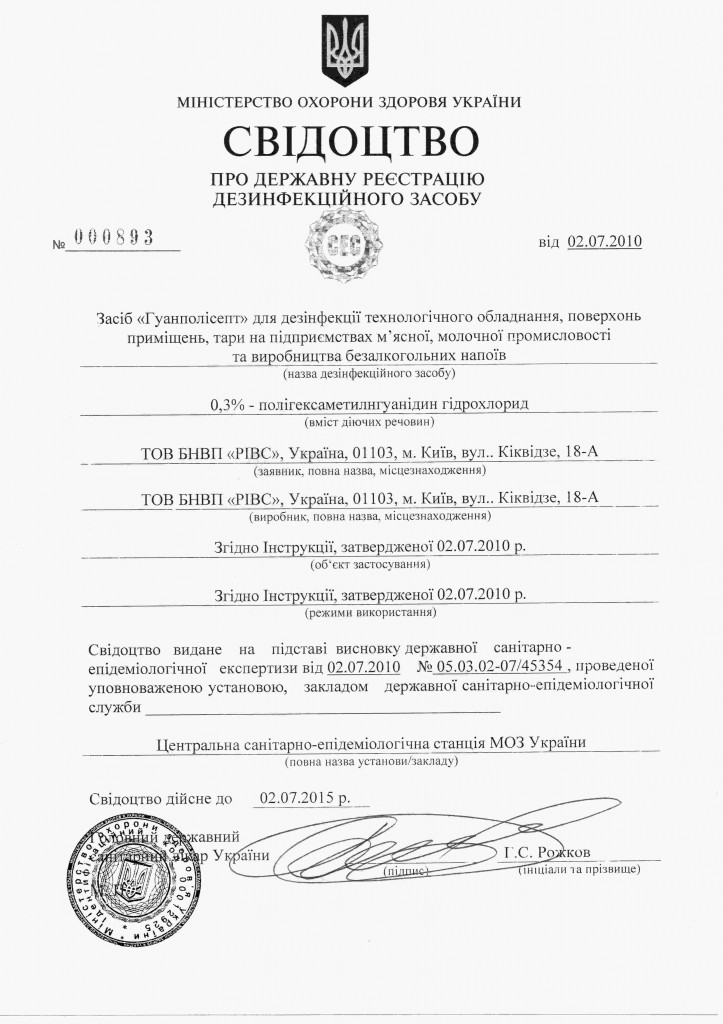 МІНІСТЕРСТВО ОХОРОНИ ЗДОРОВЯ УКРАЇНИ
СВІДОЦТВО
ПРО ДЕРЖАВНУ РЕЄСТРАЦІЮ
ДЕЗИНФЕКЦІЙНОГО ЗАСОБУ
№ 000893
СЕС
від 02.07.2010
Засіб «Гуанполісепт» для дезінфекції технологічного обладнання, поверхонь
приміщень, тари на підприємствах м’ясної, молочної промисловості
та виробництва безалкогольних напоїв
(назва дезінфекційного засобу)
0,3% - полігексаметилнгуанідин гідрохлорид
(вміст діючих речовин)
ТОВ БНВП «РІВС», Україна, 01103, м. Київ, вул.. Кіквідзе, 18-А
(заявник, повна назва, місцезнаходження)
ТОВ БНВП «РІВС», Україна, 01103, м. Київ, вул.. Кіквідзе, 18-А
(виробник, повна назва, місцезнаходження)
Згідно Інструкції, затвердженої 02.07.2010 р.
(об‘єкт застосування)
Згідно Інструкції, затвердженої 02.07.2010 р.
(режими використання)
Свідоцтво видане на підставі висновку державної санітарно -
епідеміологічної експертизи від 02.07.2010 № 05.03.02-07/45354 , проведеної
уповноваженою установою, закладом державної санітарно-епідеміологічної
служби
Центральна санітарно-епідеміологічна станція МОЗ України
(повна назва установи/закладу)
Свідоцтво дійсне до 02.07.2015 р.
Головний державний
санітарний лікар України
(підпис)
Г.С. Рожков
(ініціали та прізвище)
Міністерство охорони здоров'я України *
ідентифікаційний код 00012925 *